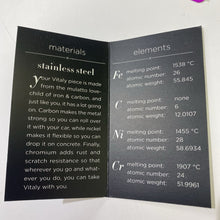 materials
stainless steel
your Vitaly piece is made
from the mulatto love-
child of iron & carbon, and
just like you, it has a lot going
on. Carbon makes the metal
strong so you can roll over
it with your car, while nickel
makes it flexible so you can
drop it on concrete. Finally,
chromium adds rust and
scratch resistance so that
wherever you go and what-
ever you do, you can take
Vitaly with you.
elements
Fe melting point: 1538 °C
atomic number: 26
atomic weight: 55.845
C melting point: none
atomic number: 6
atomic weight: 12.0107
Ni melting point: 1455 °C
atomic number: 28
atomic weight: 58.6934
Cr melting point: 1907 °C
atomic number: 24
atomic weight: 51.9961